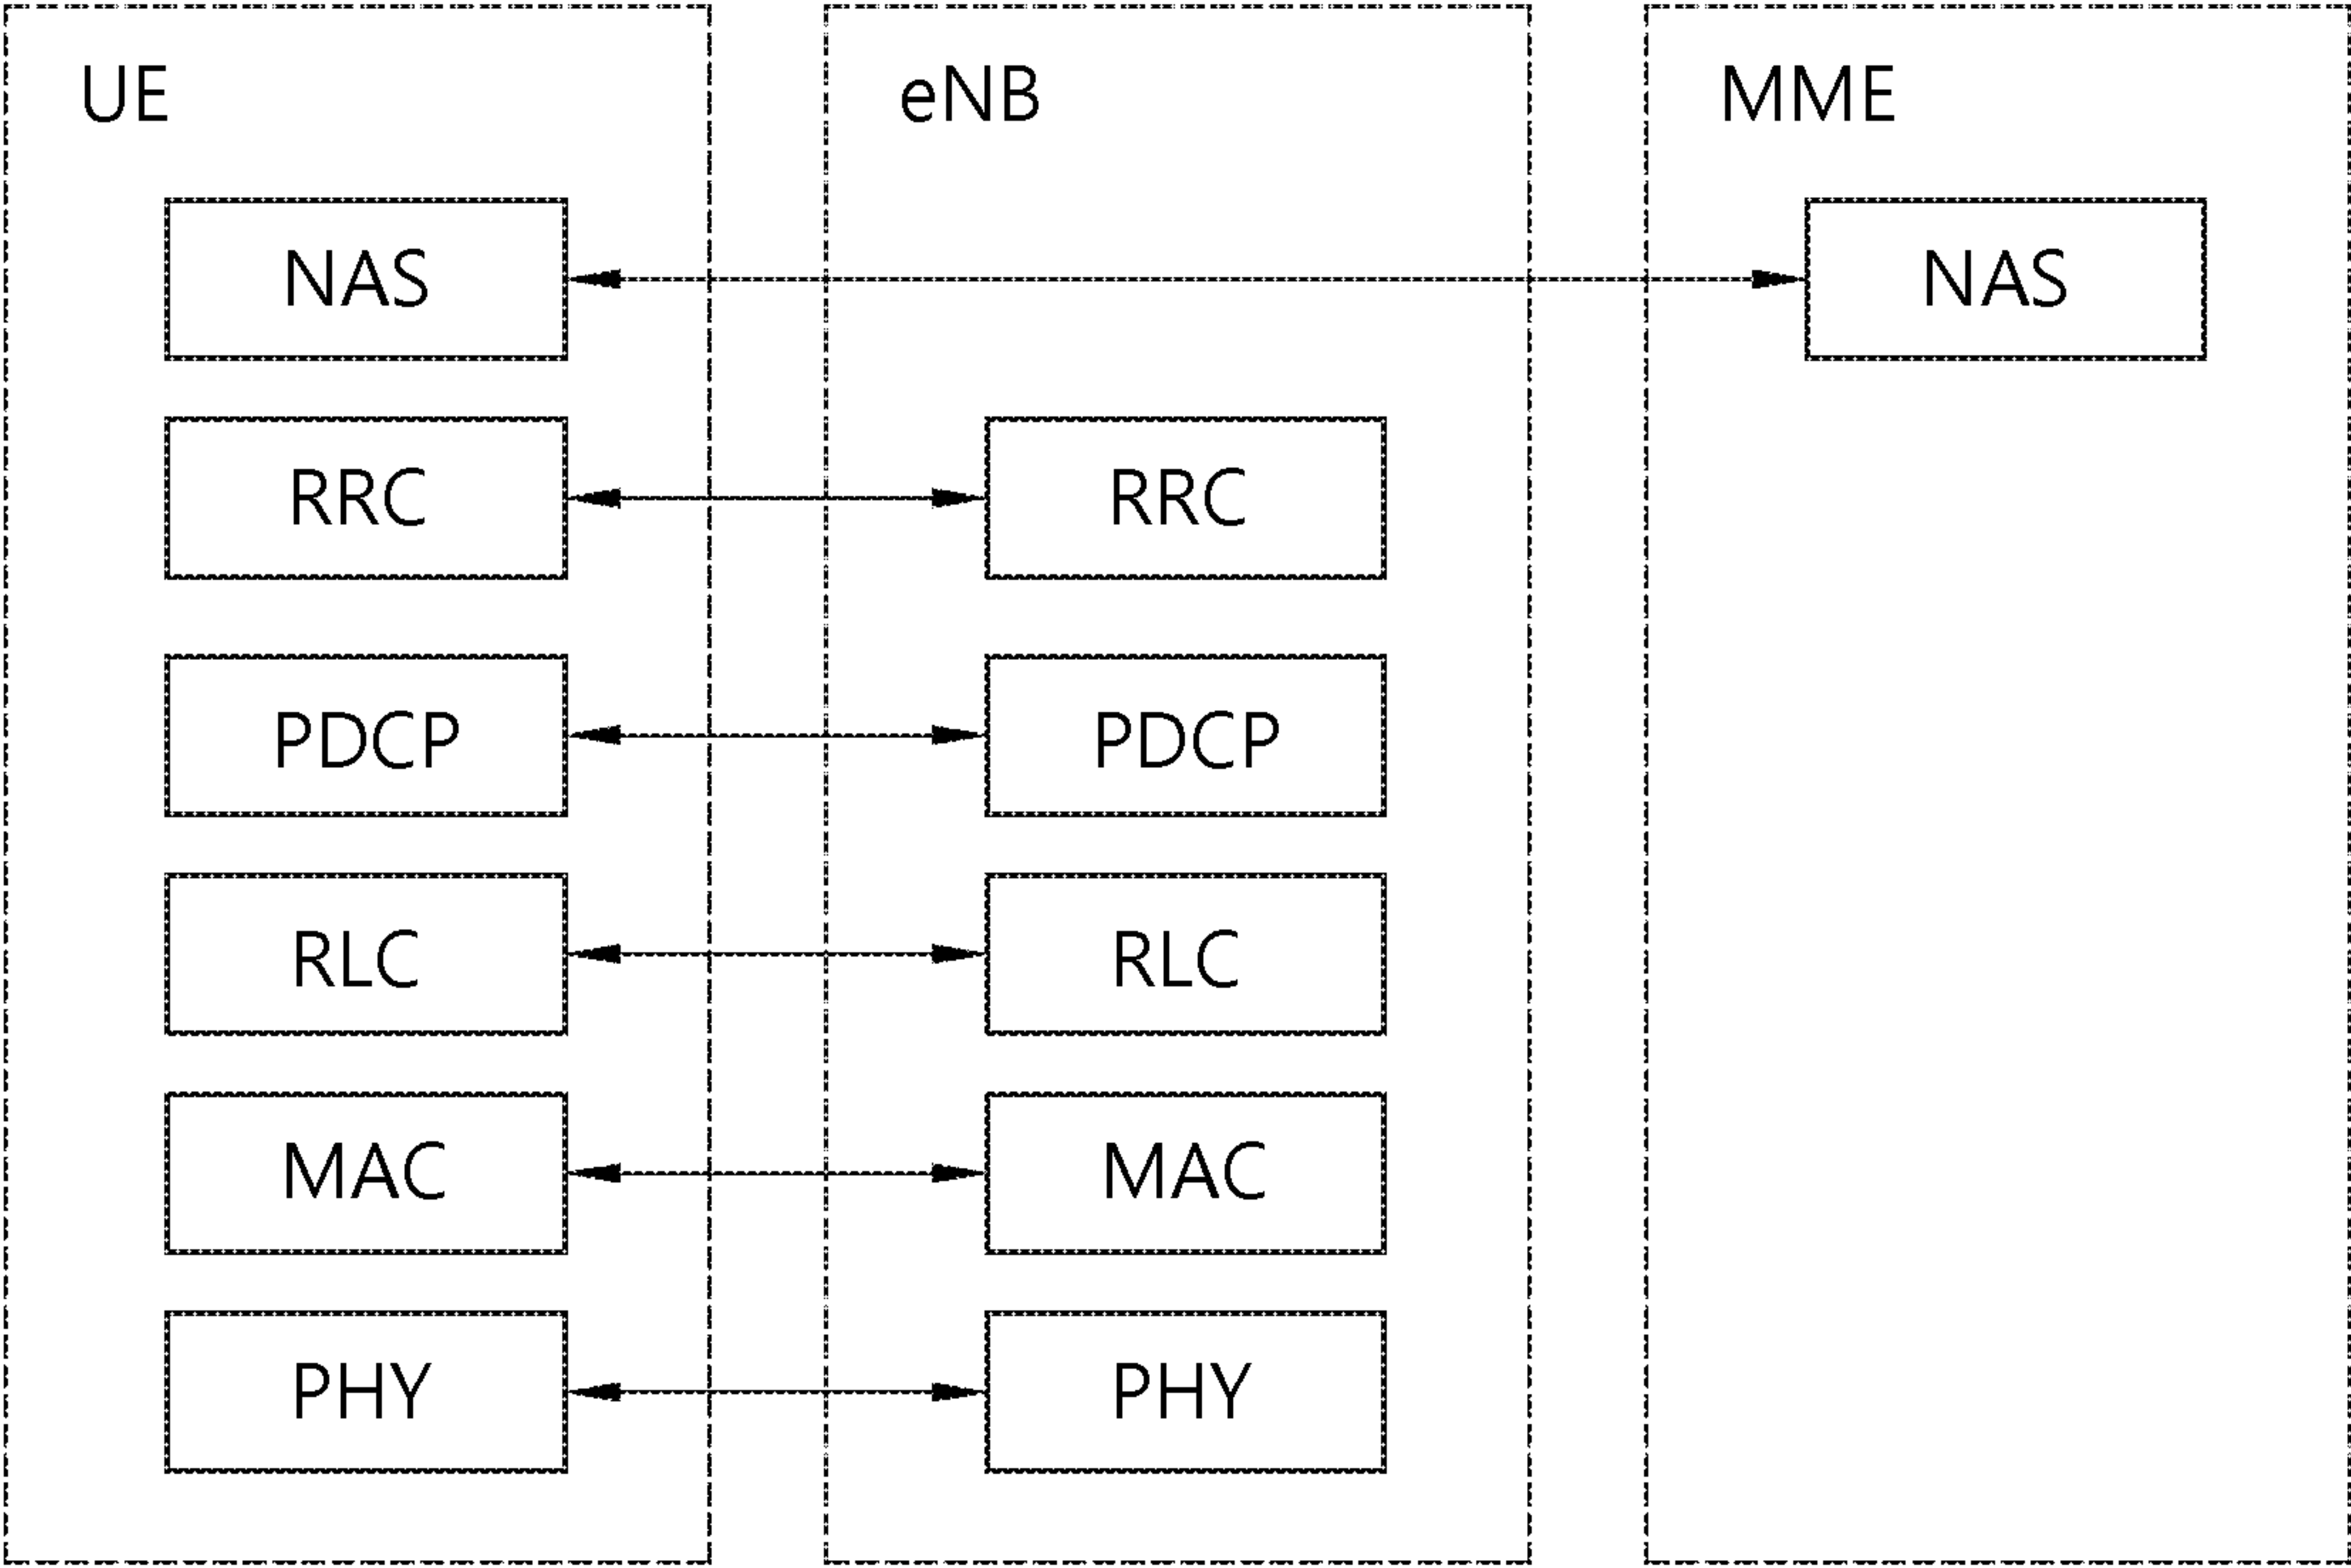 UE
eNB
MME
NAS
NAS
RRC
RRC
PDCP
PDCP
RLC
RLC
MAC
MAC
PHY
PHY